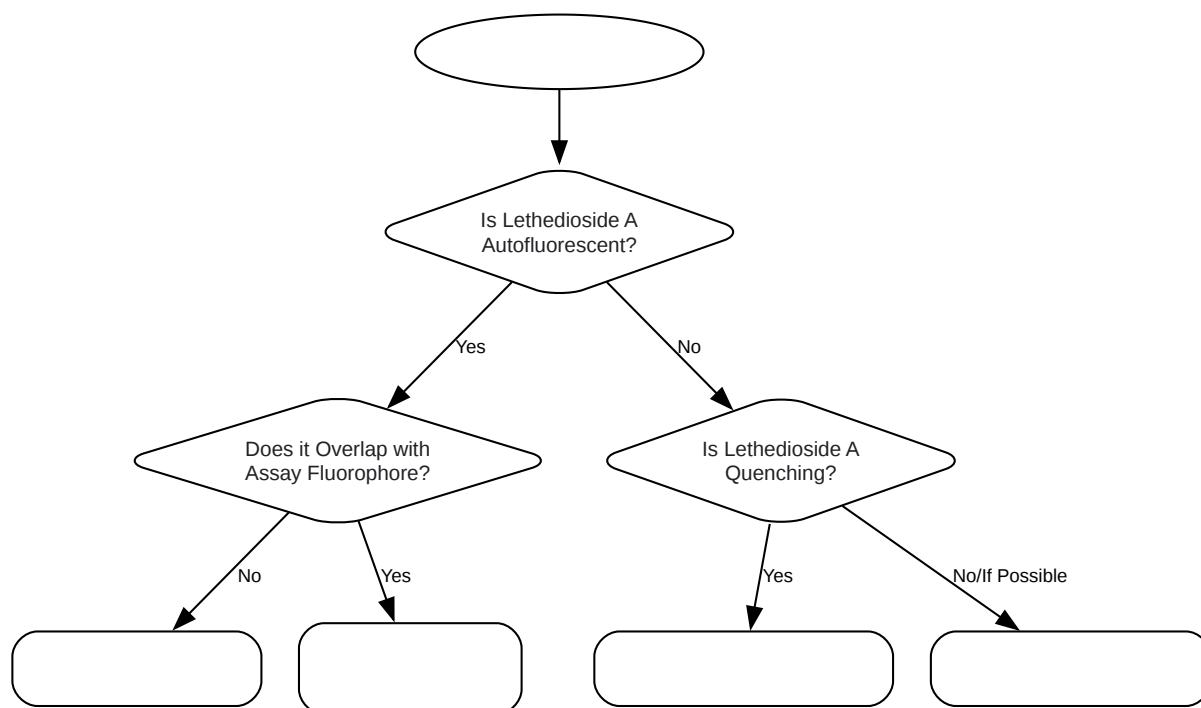 Is Lethedioside A
Autofluorescent?
Yes
No
Does it Overlap with
Assay Fluorophore?
Is Lethedioside A
Quenching?
No
Yes
Yes
No/If Possible